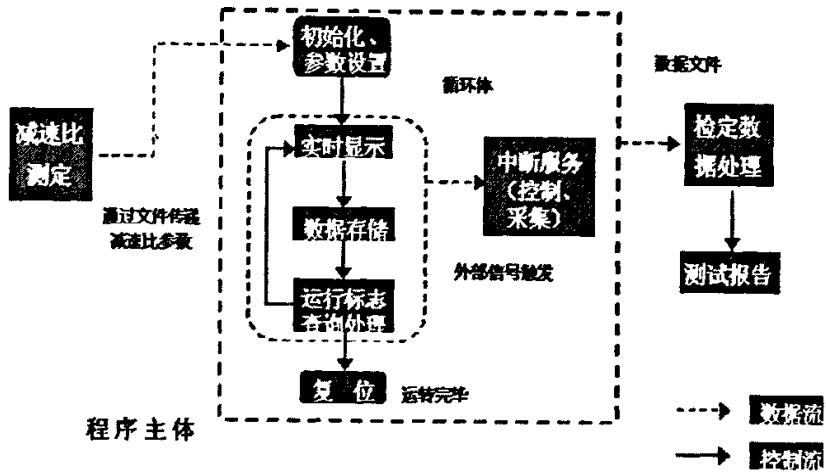 初始化、
参数设置
数据文件
循环体
减速比
测定
实时显示
中断服务
（控制、
采集）
检定数
据处理
通过文件传递
减速比参数
数据存储
外部信号触发
测试报告
运行标志
查询处理
复 位
运转完毕
程序主体
数据流
控制流